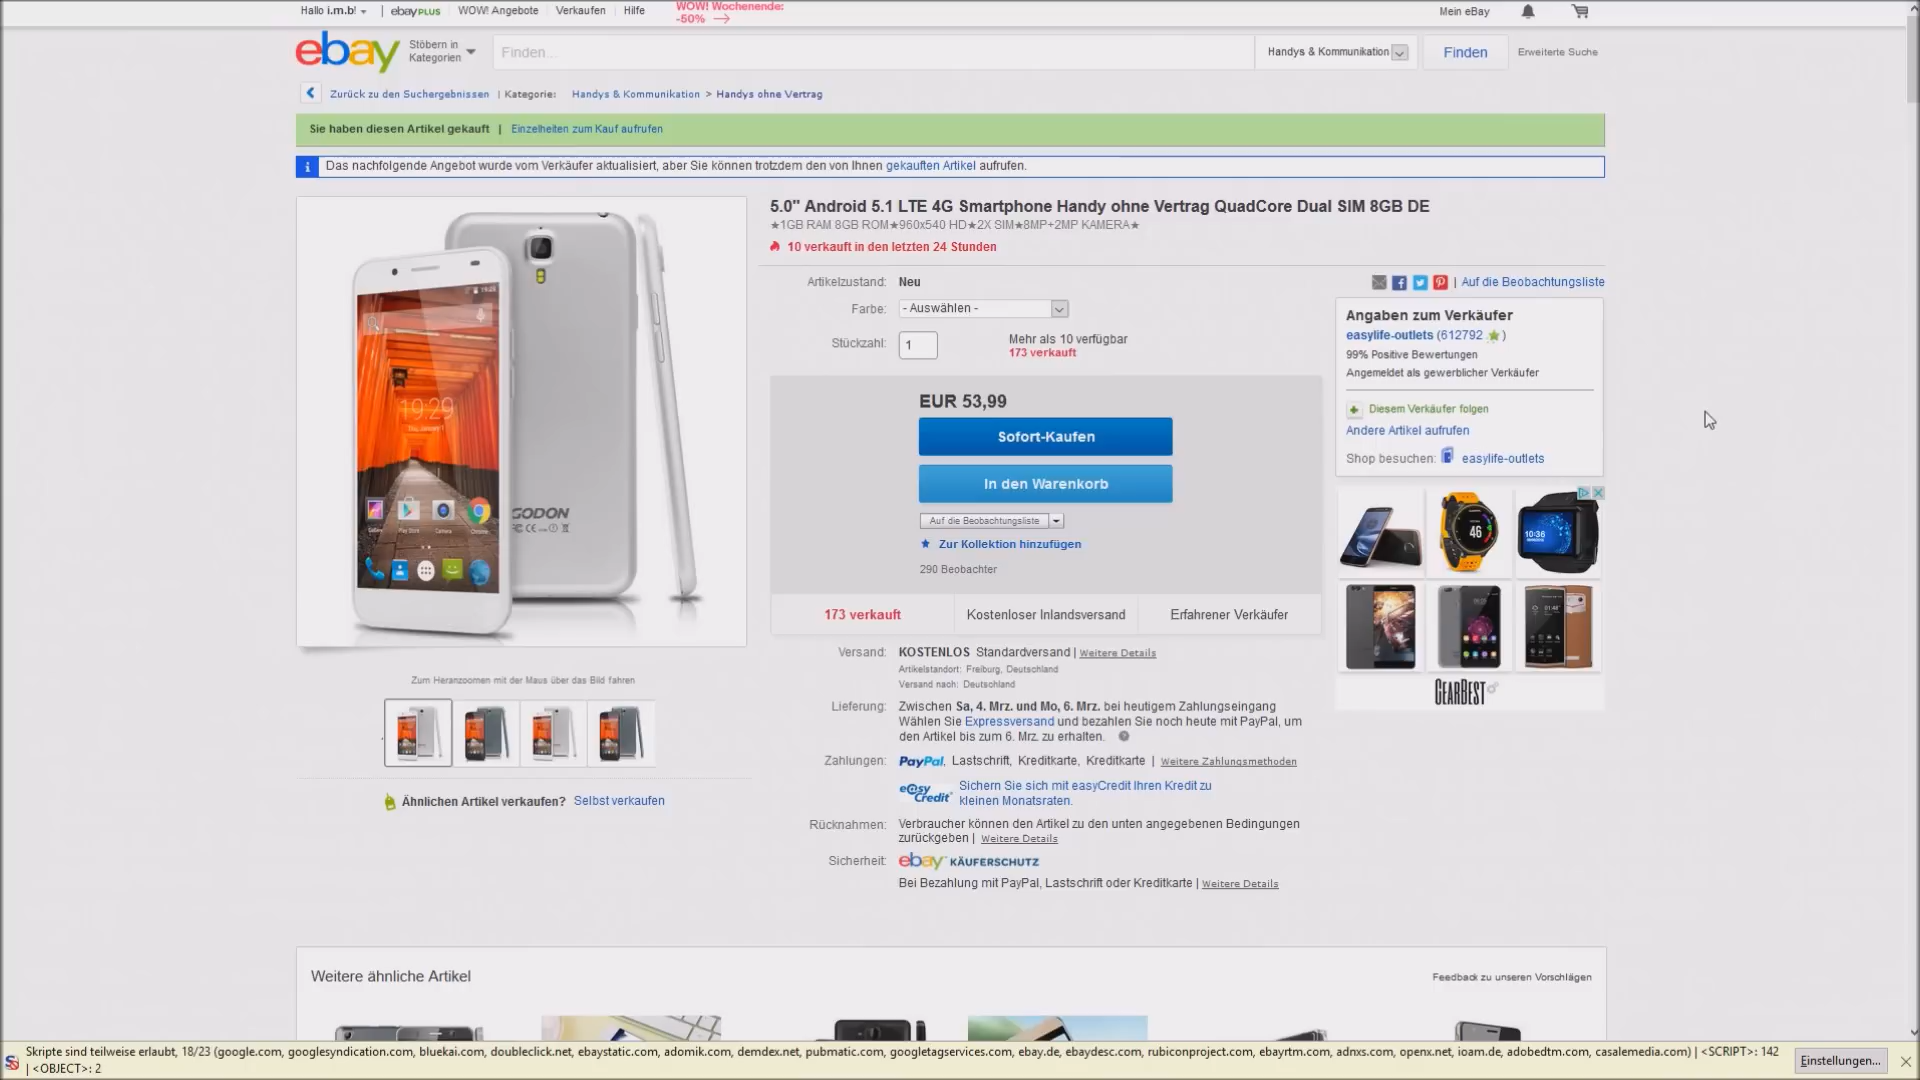 Hallo i.m.b! | ebay PLUS WOW! Angebote Verkaufen Hilfe WOW! Wochenende: -50% → Mein eBay
ebay Stöbern in Kategorien Finden... Handys & Kommunikation Finden Erweiterte Suche
Zurück zu den Suchergebnissen | Kategorie: Handys & Kommunikation > Handys ohne Vertrag
Sie haben diesen Artikel gekauft | Einzelheiten zum Kauf aufrufen
i Das nachfolgende Angebot wurde vom Verkäufer aktualisiert, aber Sie können trotzdem den von Ihnen gekauften Artikel aufrufen.
5.0" Android 5.1 LTE 4G Smartphone Handy ohne Vertrag QuadCore Dual SIM 8GB DE
★1GB RAM 8GB ROM★960x540 HD★2X SIM★8MP+2MP KAMERA★
10 verkauft in den letzten 24 Stunden
Artikelzustand: Neu
Farbe: - Auswählen -
Stückzahl: 1 Mehr als 10 verfügbar
173 verkauft
EUR 53,99
Sofort-Kaufen
In den Warenkorb
Auf die Beobachtungsliste
★ Zur Kollektion hinzufügen
290 Beobachter
173 verkauft Kostenloser Inlandsversand Erfahrener Verkäufer
Versand: KOSTENLOS Standardversand | Weitere Details
Artikelstandort: Freiburg, Deutschland
Versand nach: Deutschland
Lieferung: Zwischen Sa, 4. Mrz. und Mo, 6. Mrz. bei heutigem Zahlungseingang
Wählen Sie Expressversand und bezahlen Sie noch heute mit PayPal, um
den Artikel bis zum 6. Mrz. zu erhalten.
Zahlungen: PayPal, Lastschrift, Kreditkarte, Kreditkarte | Weitere Zahlungsmethoden
easy Credit Sichern Sie sich mit easyCredit Ihren Kredit zu
kleinen Monatsraten.
Rücknahmen: Verbraucher können den Artikel zu den unten angegebenen Bedingungen
zurückgeben | Weitere Details
Sicherheit: ebay KÄUFERSCHUTZ
Bei Bezahlung mit PayPal, Lastschrift oder Kreditkarte | Weitere Details
| Auf die Beobachtungsliste
Angaben zum Verkäufer
easylife-outlets (612792 ★ )
99% Positive Bewertungen
Angemeldet als gewerblicher Verkäufer
+ Diesem Verkäufer folgen
Andere Artikel aufrufen
Shop besuchen: easylife-outlets
46
10:36
GEARBEST
19:29
GODON
Play Store
Camera
Chrome
Zum Heranzoomen mit der Maus über das Bild fahren
Ähnlichen Artikel verkaufen? Selbst verkaufen
Weitere ähnliche Artikel Feedback zu unseren Vorschlägen
Skripte sind teilweise erlaubt, 18/23 (google.com, googlesyndication.com, bluekai.com, doubleclick.net, ebaystatic.com, adomik.com, demdex.net, pubmatic.com, googletagservices.com, ebay.de, ebaydesc.com, rubiconproject.com, ebayrtm.com, adnxs.com, openx.net, ioam.de, adobedtm.com, casalemedia.com) | <SCRIPT>: 142
| <OBJECT>: 2
Einstellungen...